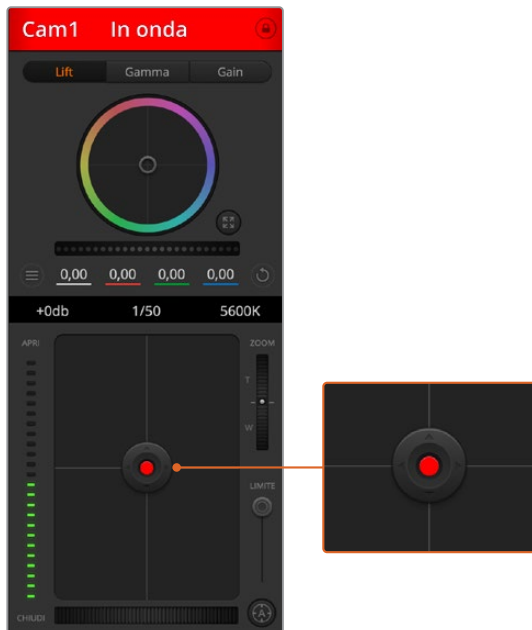 Cam1 In onda
Lift Gamma Gain
0,00 0,00 0,00 0,00
+0db 1/50 5600K
APRI ZOOM
T
W
LIMITE
CHIUDI A